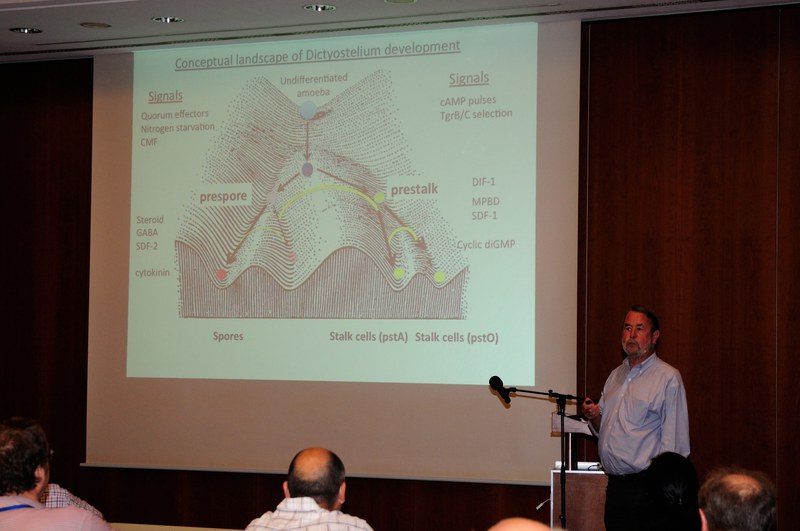 Conceptual landscape of Dictyostelium development
Signals
Quorum effectors
Nitrogen starvation
CMF
Undifferentiated
amoeba
Signals
cAMP pulses
TgrB/C selection
prespore
prestalk
DIF-1
MPBD
SDF-1
Steroid
GABA
SDF-2
cytokinin
Cyclic diGMP
Spores
Stalk cells (pstA)
Stalk cells (pstO)